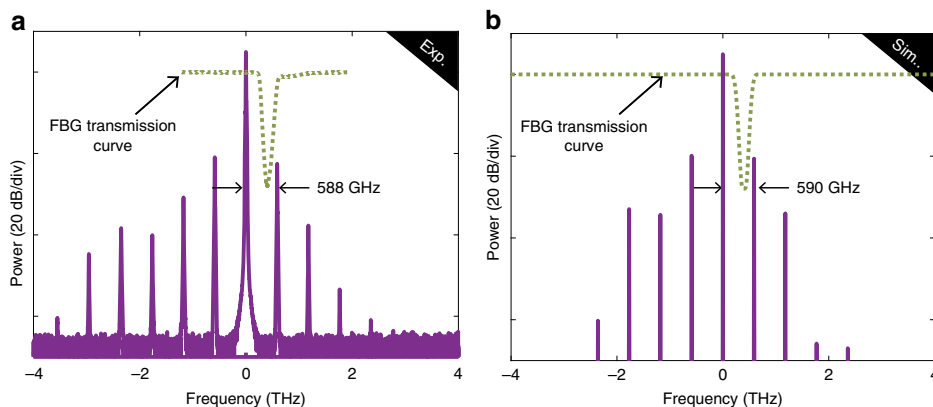 a
Exp.
FBG transmission
curve
588 GHz
Power (20 dB/div)
−4
−2
0
2
4
Frequency (THz)
b
Sim..
FBG transmission
curve
590 GHz
Power (20 dB/div)
−4
−2
0
2
4
Frequency (THz)